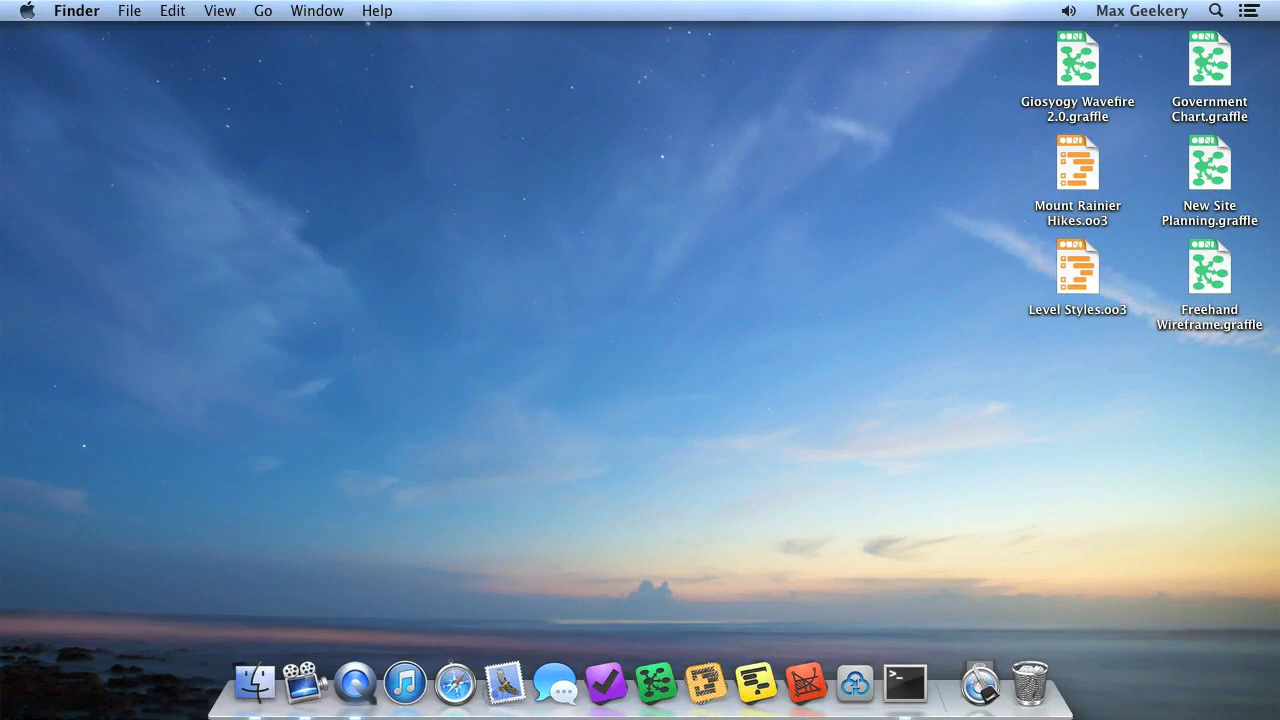 Finder File Edit View Go Window Help Max Geekery
Giosyogy Wavefire
2.0.graffle
Government
Chart.graffle
Mount Rainier
Hikes.oo3
New Site
Planning.graffle
Level Styles.oo3
Freehand
Wireframe.graffle
>_